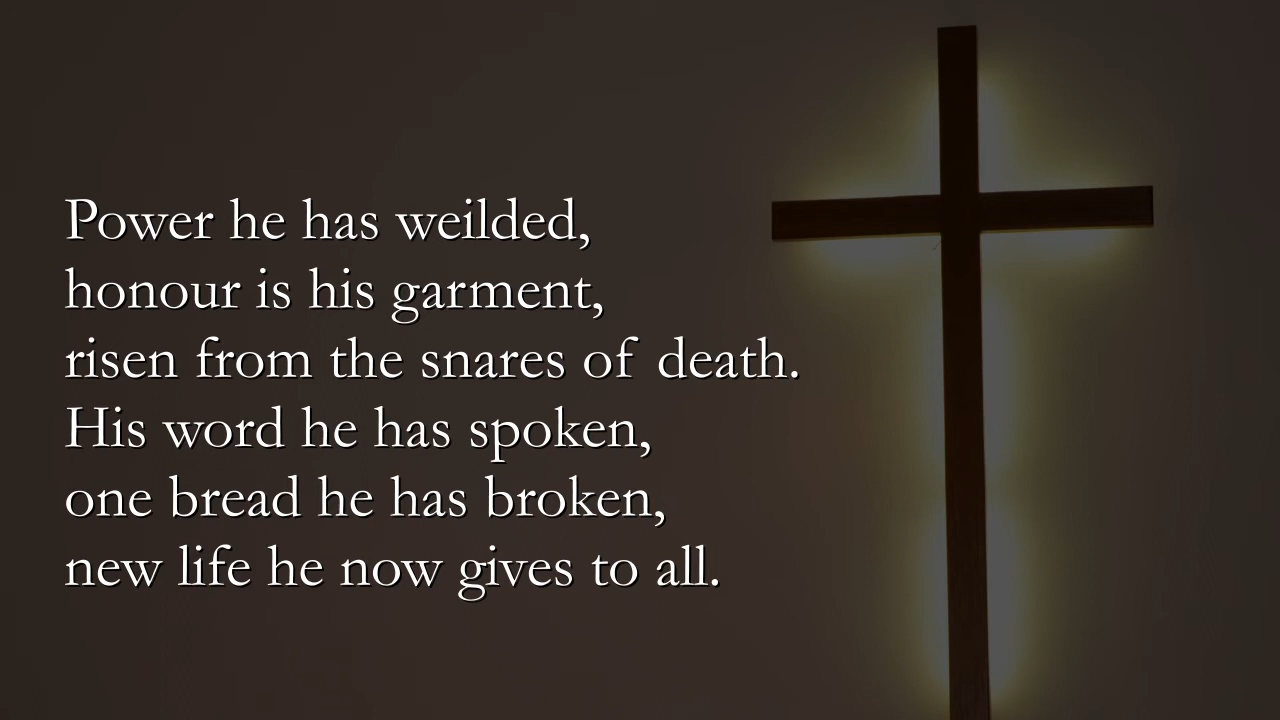 Power he has weilded,
honour is his garment,
risen from the snares of death.
His word he has spoken,
one bread he has broken,
new life he now gives to all.